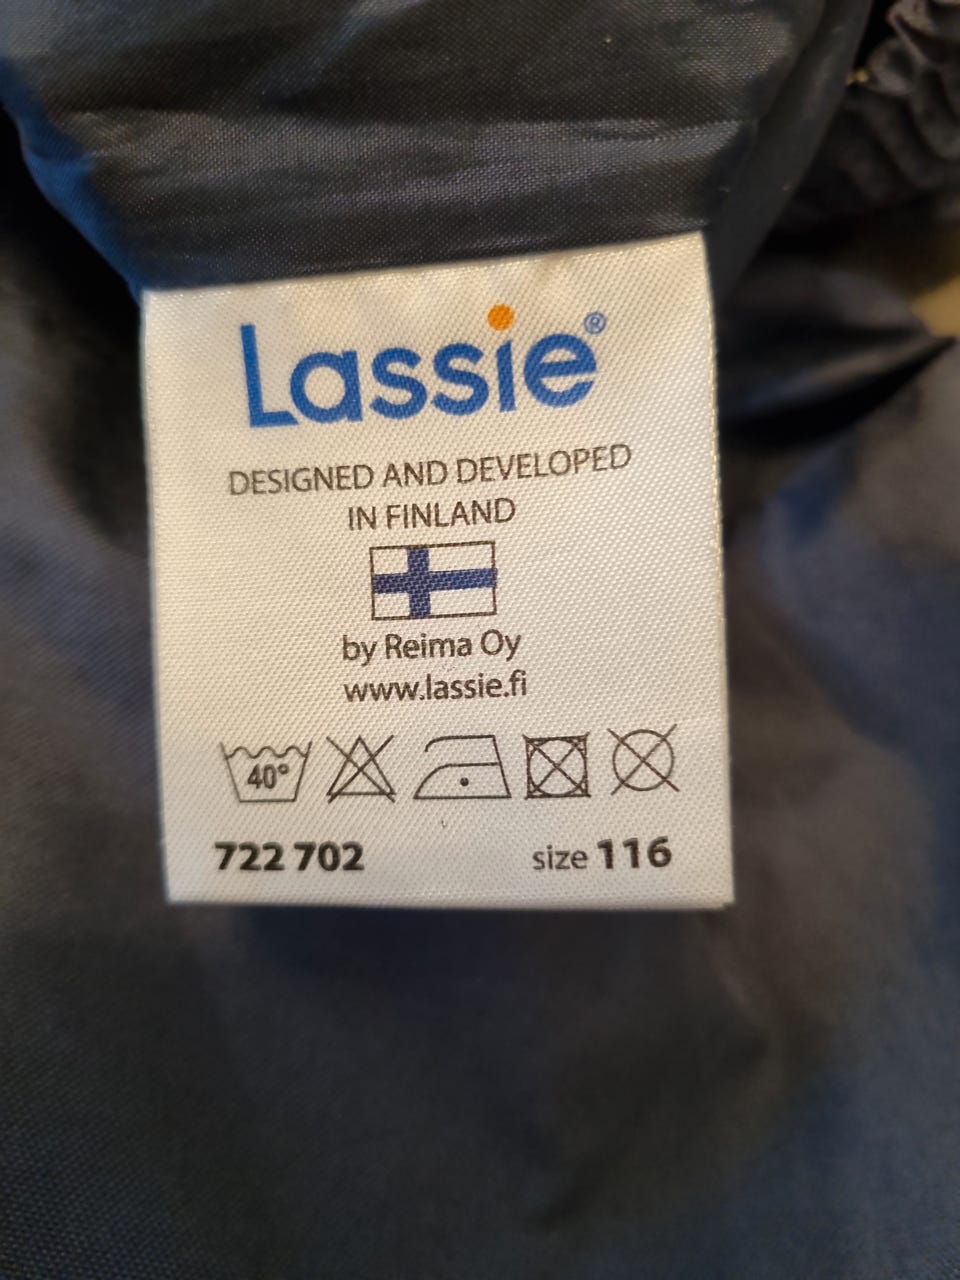 Lassie®
DESIGNED AND DEVELOPED
IN FINLAND
by Reima Oy
www.lassie.fi
40°
722 702 size 116